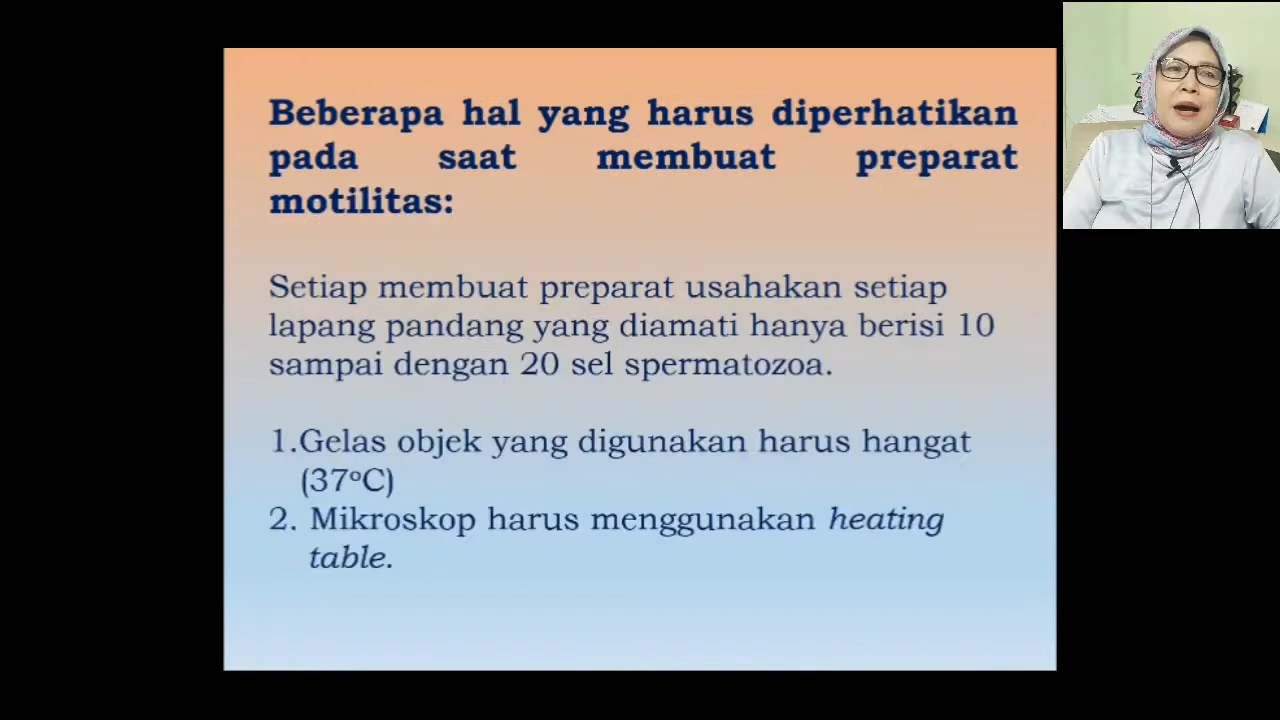 Beberapa hal yang harus diperhatikan
pada saat membuat preparat
motilitas:
Setiap membuat preparat usahakan setiap
lapang pandang yang diamati hanya berisi 10
sampai dengan 20 sel spermatozoa.
1.Gelas objek yang digunakan harus hangat
(37°C)
2. Mikroskop harus menggunakan heating
table.